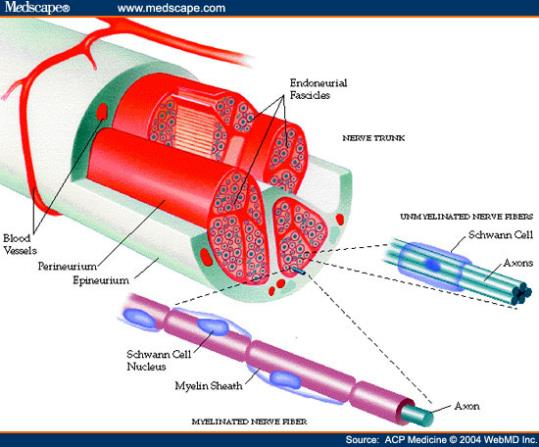 Medscape® www.medscape.com
Endoneurial
Fascicles
NERVE TRUNK
Blood
Vessels
Perineurium
Epineurium
UNMYELINATED NERVE FIBERS
Schwann Cell
Axons
Schwann Cell
Nucleus
Myelin Sheath
Axon
MYELINATED NERVE FIBER
Source: ACP Medicine © 2004 WebMD Inc.